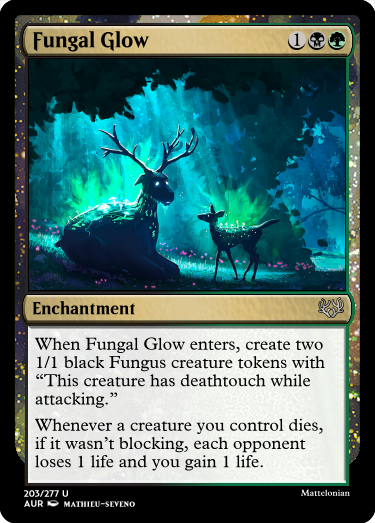 Fungal Glow 1
Enchantment
When Fungal Glow enters, create two
1/1 black Fungus creature tokens with
“This creature has deathtouch while
attacking.”
Whenever a creature you control dies,
if it wasn't blocking, each opponent
loses 1 life and you gain 1 life.
203/277 U
Mattelonian
AUR MATHIEU-SEVENO